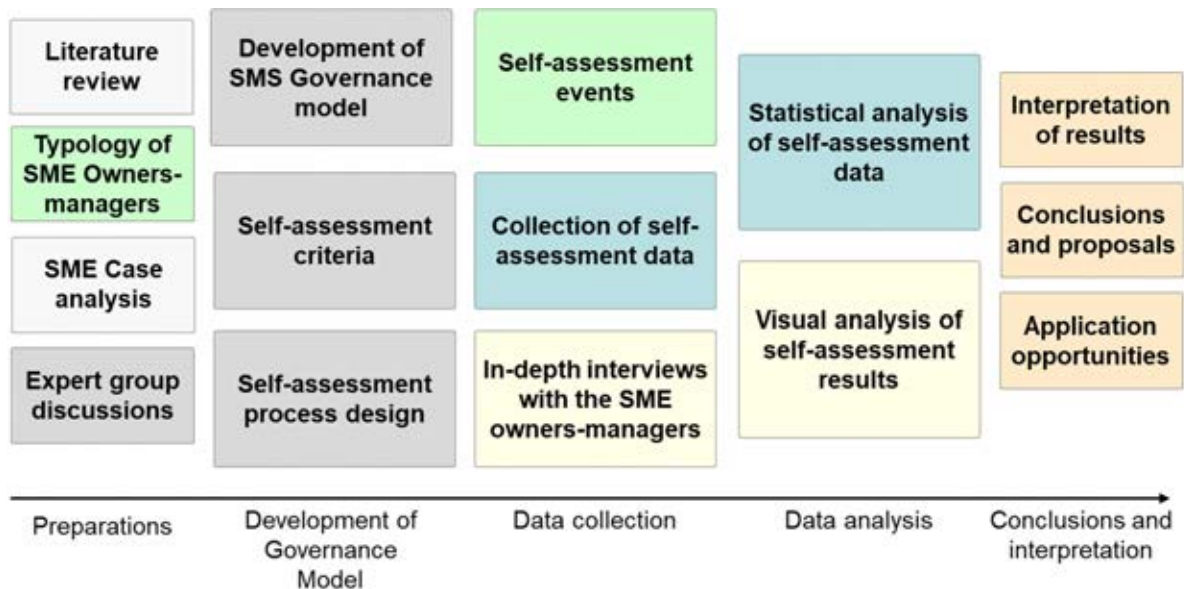 Literature
review
Typology of
SME Owners-
managers
SME Case
analysis
Expert group
discussions
Development of
SMS Governance
model
Self-assessment
criteria
Self-assessment
process design
Self-assessment
events
Collection of self-
assessment data
In-depth interviews
with the SME
owners-managers
Statistical analysis
of self-assessment
data
Visual analysis of
self-assessment
results
Interpretation
of results
Conclusions
and proposals
Application
opportunities
Preparations
Development of
Governance
Model
Data collection
Data analysis
Conclusions and
interpretation